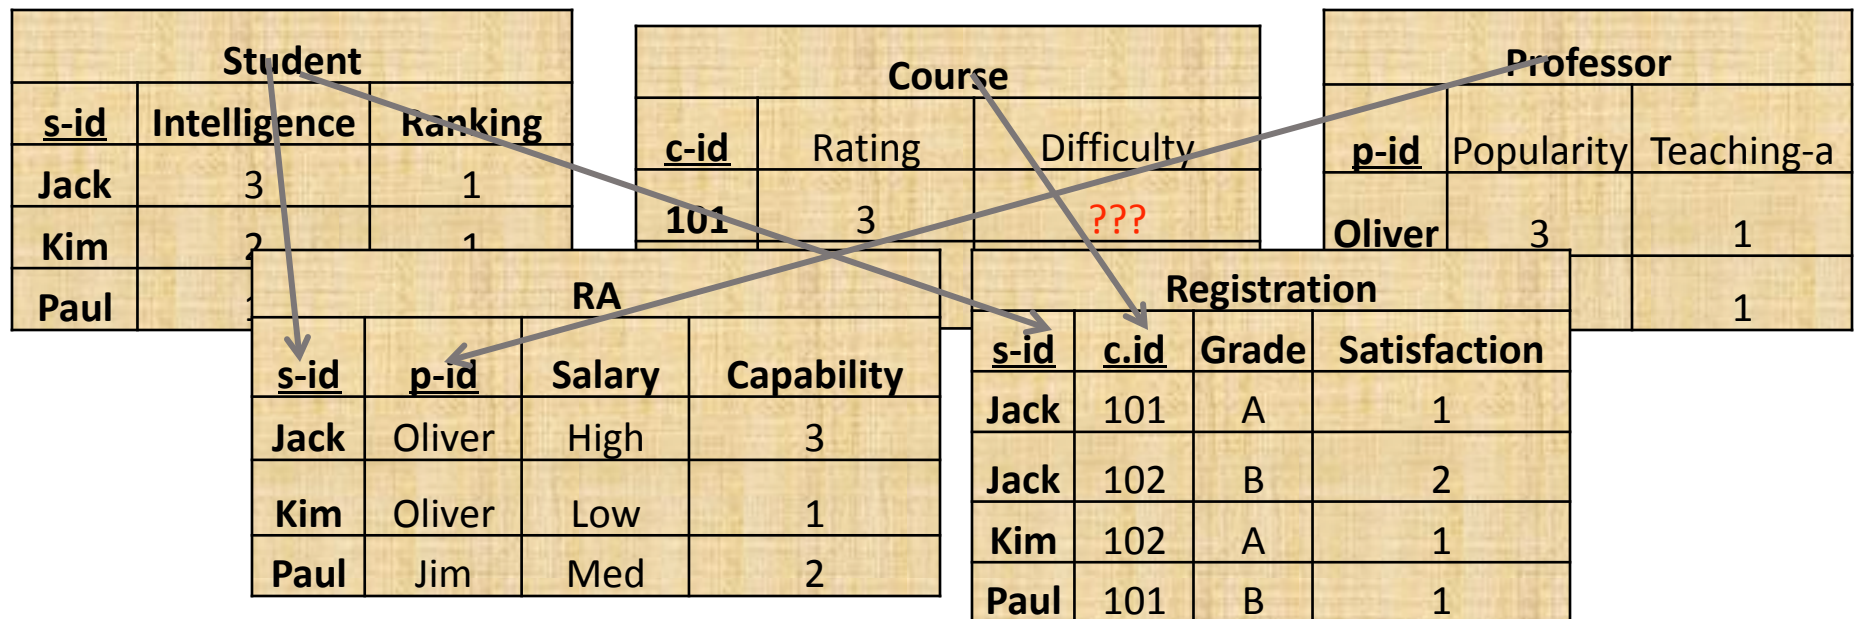 Student
s-id Intelligence Ranking
Jack 3 1
Kim 2 1
Paul
Course
c-id Rating Difficulty
101 3 ???
Professor
p-id Popularity Teaching-a
Oliver 3 1
1
RA
s-id p-id Salary Capability
Jack Oliver High 3
Kim Oliver Low 1
Paul Jim Med 2
Registration
s-id c.id Grade Satisfaction
Jack 101 A 1
Jack 102 B 2
Kim 102 A 1
Paul 101 B 1